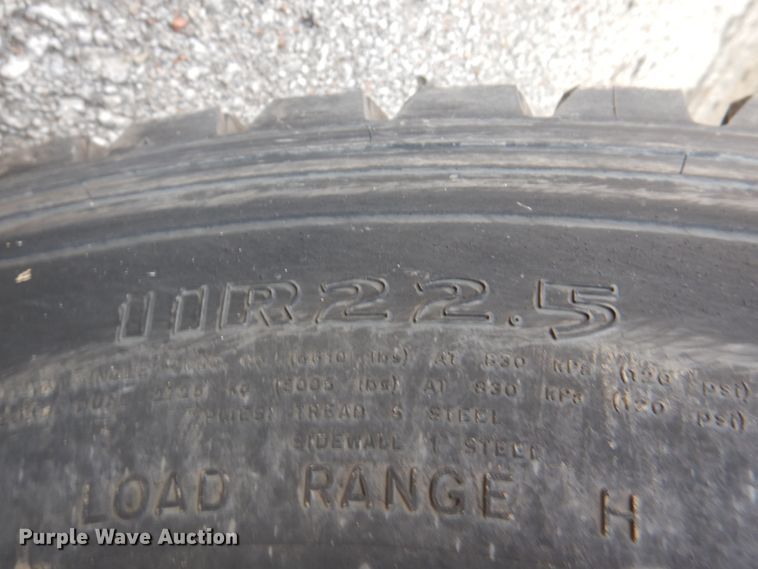 11R22.5
(6610 lbs) AT 830 KPa (120 psi)
(6005 lbs) AT 830 KPa (120 psi)
TREAD 5 STEEL
SIDEWALL 1 STEEL
LOAD RANGE H
Purple Wave Auction